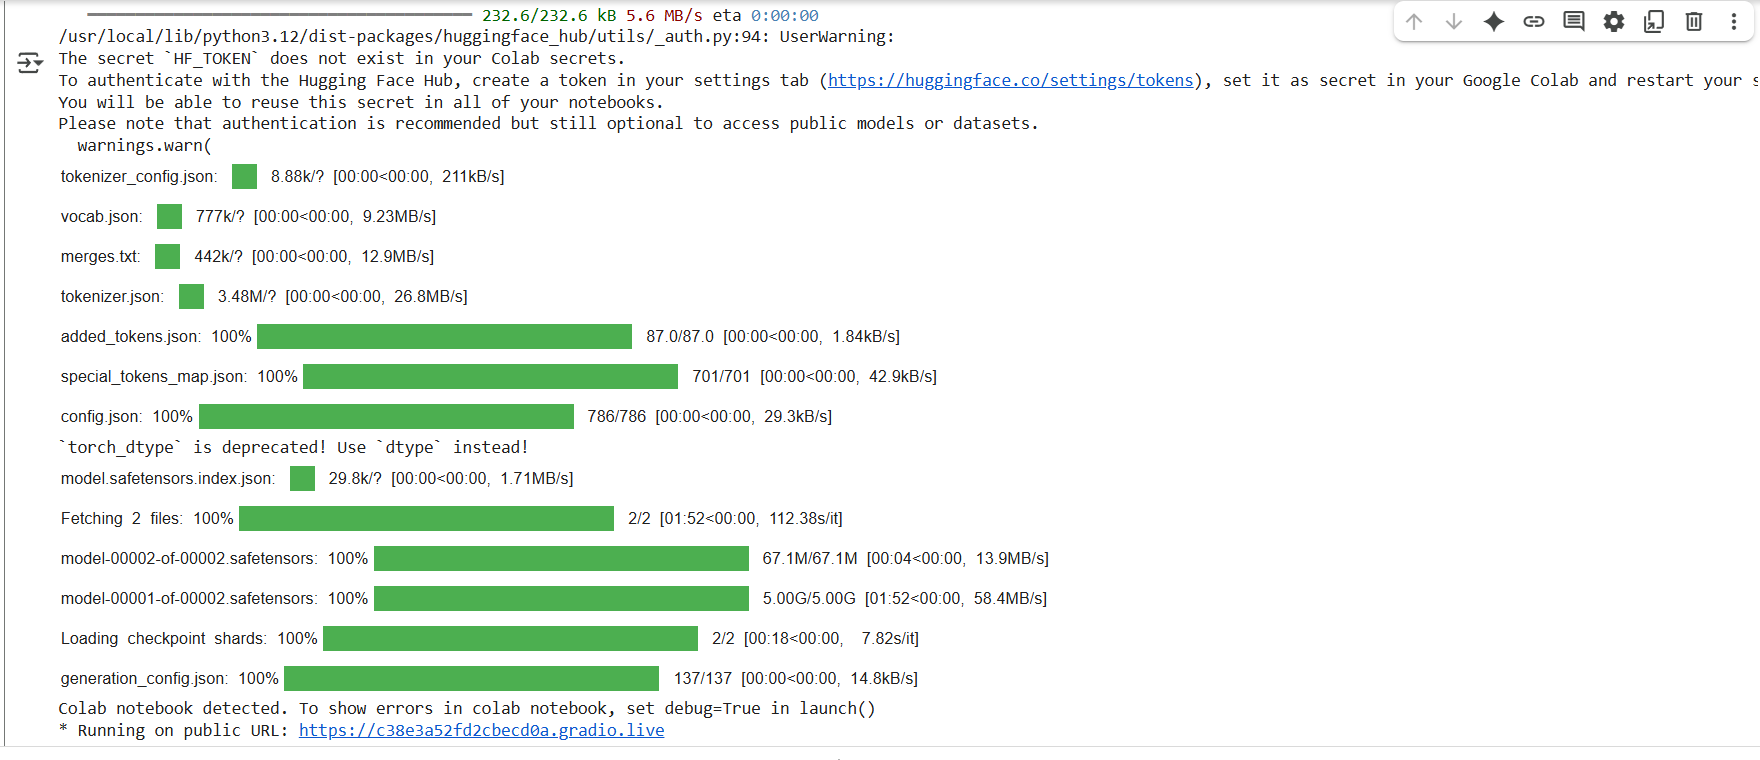 232.6/232.6 kB 5.6 MB/s eta 0:00:00
/usr/local/lib/python3.12/dist-packages/huggingface_hub/utils/_auth.py:94: UserWarning:
The secret `HF_TOKEN` does not exist in your Colab secrets.
To authenticate with the Hugging Face Hub, create a token in your settings tab (https://huggingface.co/settings/tokens), set it as secret in your Google Colab and restart your s
You will be able to reuse this secret in all of your notebooks.
Please note that authentication is recommended but still optional to access public models or datasets.
warnings.warn(
tokenizer_config.json: 8.88k/? [00:00<00:00, 211kB/s]
vocab.json: 777k/? [00:00<00:00, 9.23MB/s]
merges.txt: 442k/? [00:00<00:00, 12.9MB/s]
tokenizer.json: 3.48M/? [00:00<00:00, 26.8MB/s]
added_tokens.json: 100% 87.0/87.0 [00:00<00:00, 1.84kB/s]
special_tokens_map.json: 100% 701/701 [00:00<00:00, 42.9kB/s]
config.json: 100% 786/786 [00:00<00:00, 29.3kB/s]
`torch_dtype` is deprecated! Use `dtype` instead!
model.safetensors.index.json: 29.8k/? [00:00<00:00, 1.71MB/s]
Fetching 2 files: 100% 2/2 [01:52<00:00, 112.38s/it]
model-00002-of-00002.safetensors: 100% 67.1M/67.1M [00:04<00:00, 13.9MB/s]
model-00001-of-00002.safetensors: 100% 5.00G/5.00G [01:52<00:00, 58.4MB/s]
Loading checkpoint shards: 100% 2/2 [00:18<00:00, 7.82s/it]
generation_config.json: 100% 137/137 [00:00<00:00, 14.8kB/s]
Colab notebook detected. To show errors in colab notebook, set debug=True in launch()
* Running on public URL: https://c38e3a52fd2cbecd0a.gradio.live